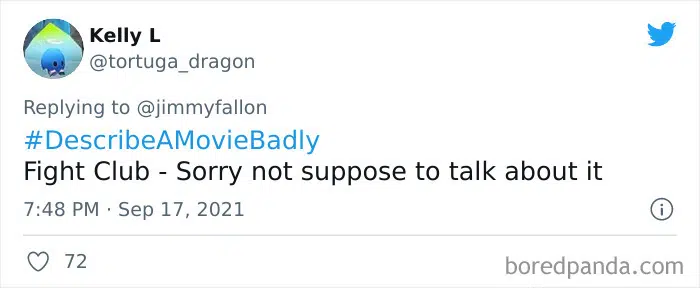 Kelly L
@tortuga_dragon
Replying to @jimmyfallon
#DescribeAMovieBadly
Fight Club - Sorry not suppose to talk about it
7:48 PM · Sep 17, 2021
72
boredpanda.com